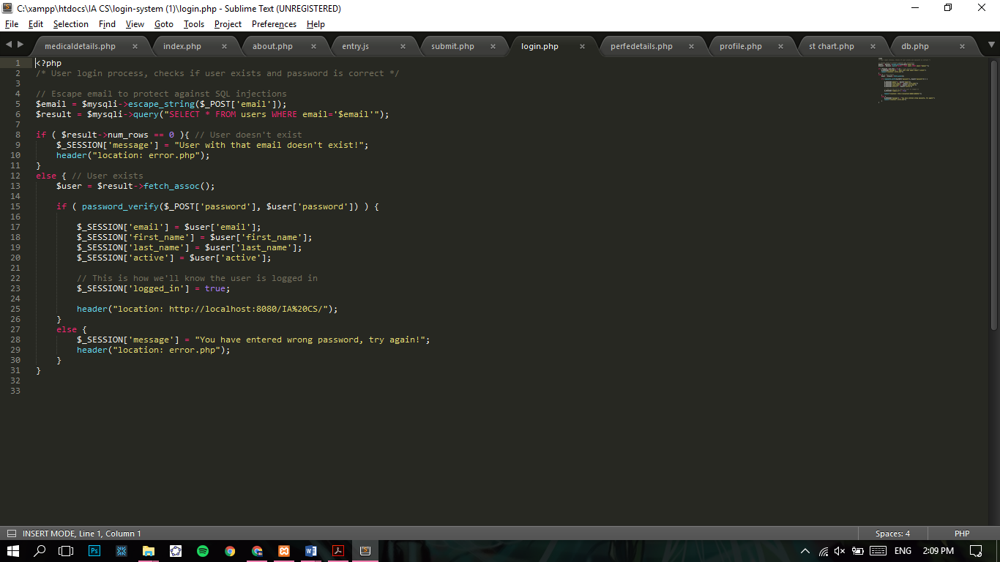 C:\xampp\htdocs\IA CS\login-system (1)\login.php - Sublime Text (UNREGISTERED)
File Edit Selection Find View Goto Tools Project Preferences Help
medicaldetails.php × index.php × about.php × entry.js × submit.php × login.php × perfedetails.php × profile.php × st chart.php × db.php ×
1 <?php
2 /* User login process, checks if user exists and password is correct */
3
4 // Escape email to protect against SQL injections
5 $email = $mysqli->escape_string($_POST['email']);
6 $result = $mysqli->query("SELECT * FROM users WHERE email='$email'");
7
8 if ( $result->num_rows == 0 ){ // User doesn't exist
9     $_SESSION['message'] = "User with that email doesn't exist!";
10     header("location: error.php");
11 }
12 else { // User exists
13     $user = $result->fetch_assoc();
14
15     if ( password_verify($_POST['password'], $user['password']) ) {
16
17         $_SESSION['email'] = $user['email'];
18         $_SESSION['first_name'] = $user['first_name'];
19         $_SESSION['last_name'] = $user['last_name'];
20         $_SESSION['active'] = $user['active'];
21
22         // This is how we'll know the user is logged in
23         $_SESSION['logged_in'] = true;
24
25         header("location: http://localhost:8080/IA%20CS/");
26     }
27     else {
28         $_SESSION['message'] = "You have entered wrong password, try again!";
29         header("location: error.php");
30     }
31 }
32
33
INSERT MODE, Line 1, Column 1 Spaces: 4 PHP
Ps W S ENG 2:09 PM